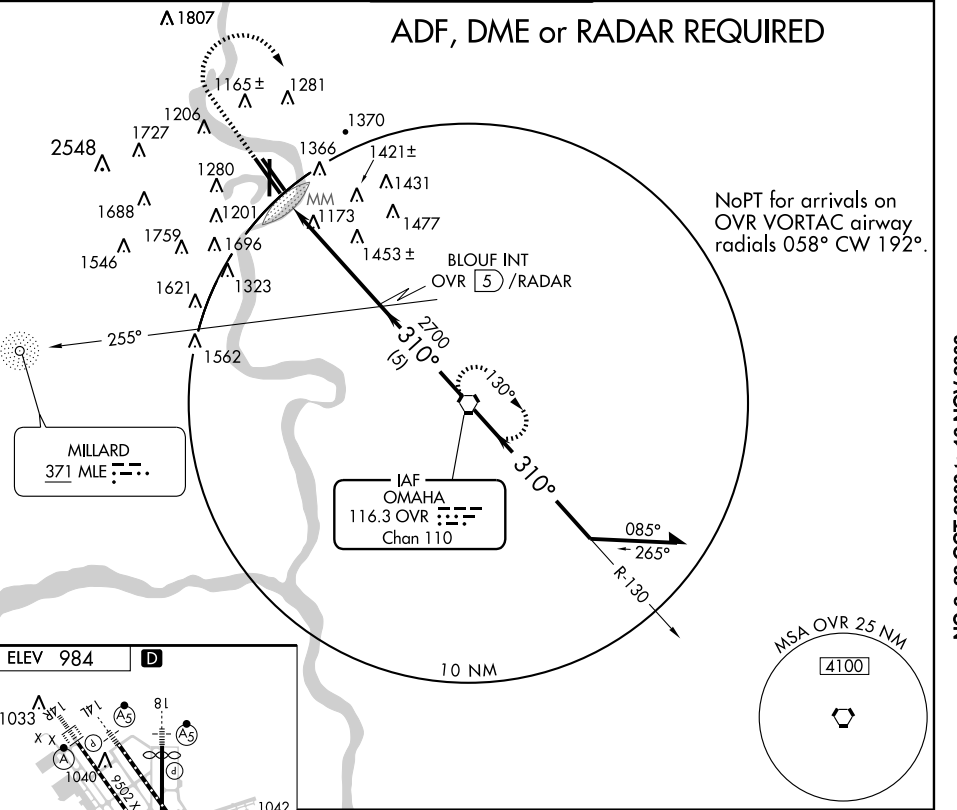 ADF, DME or RADAR REQUIRED
1807
1165 ±
1281
1206
1370
1727
2548
1366
1421±
1280
1431
MM
1688
1201
1173
1477
NoPT for arrivals on
OVR VORTAC airway
radials 058° CW 192°.
1759
1546
1696
1453 ±
BLOUF INT
OVR 5 /RADAR
1323
1621
255°
1562
2700
310°
(5)
130°
MILLARD
371 MLE
310°
IAF
OMAHA
116.3 OVR
Chan 110
085°
265°
R-130
MSA OVR 25 NM
4100
10 NM
ELEV 984 D
1033
14R
14L
18
A5
A5
X X
A
P
P
1040
9502 X
1042